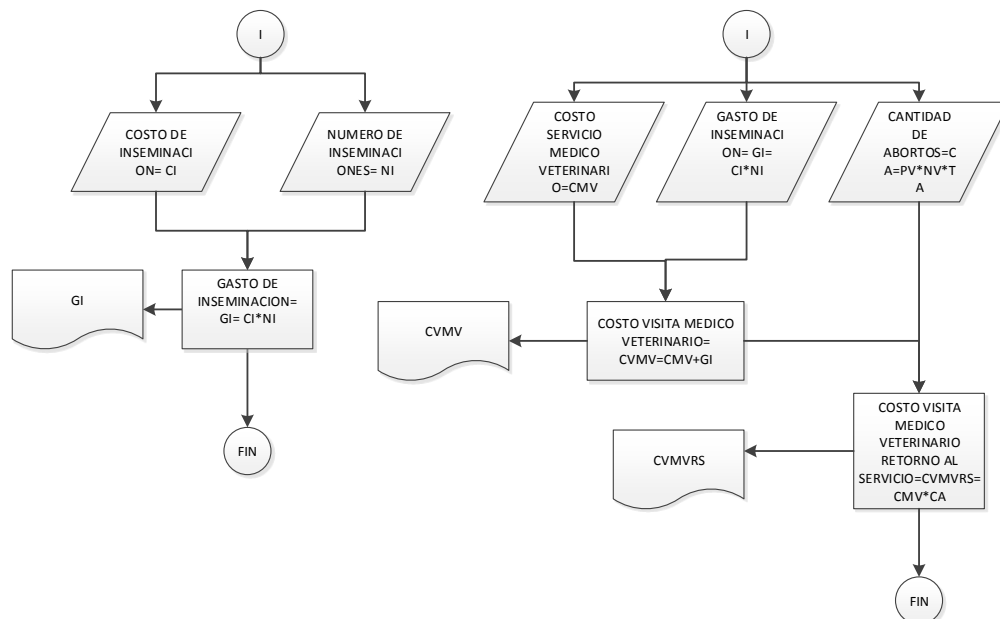 I
COSTO DE
INSEMINACI
ON= CI
NUMERO DE
INSEMINACI
ONES= NI
GASTO DE
INSEMINACION=
GI= CI*NI
GI
FIN
I
COSTO
SERVICIO
MEDICO
VETERINARI
O=CMV
GASTO DE
INSEMINACI
ON= GI=
CI*NI
CANTIDAD
DE
ABORTOS=C
A=PV*NV*T
A
COSTO VISITA MEDICO
VETERINARIO=
CVMV=CMV+GI
CVMV
COSTO VISITA
MEDICO
VETERINARIO
RETORNO AL
SERVICIO=CVMVRS=
CMV*CA
CVMVRS
FIN